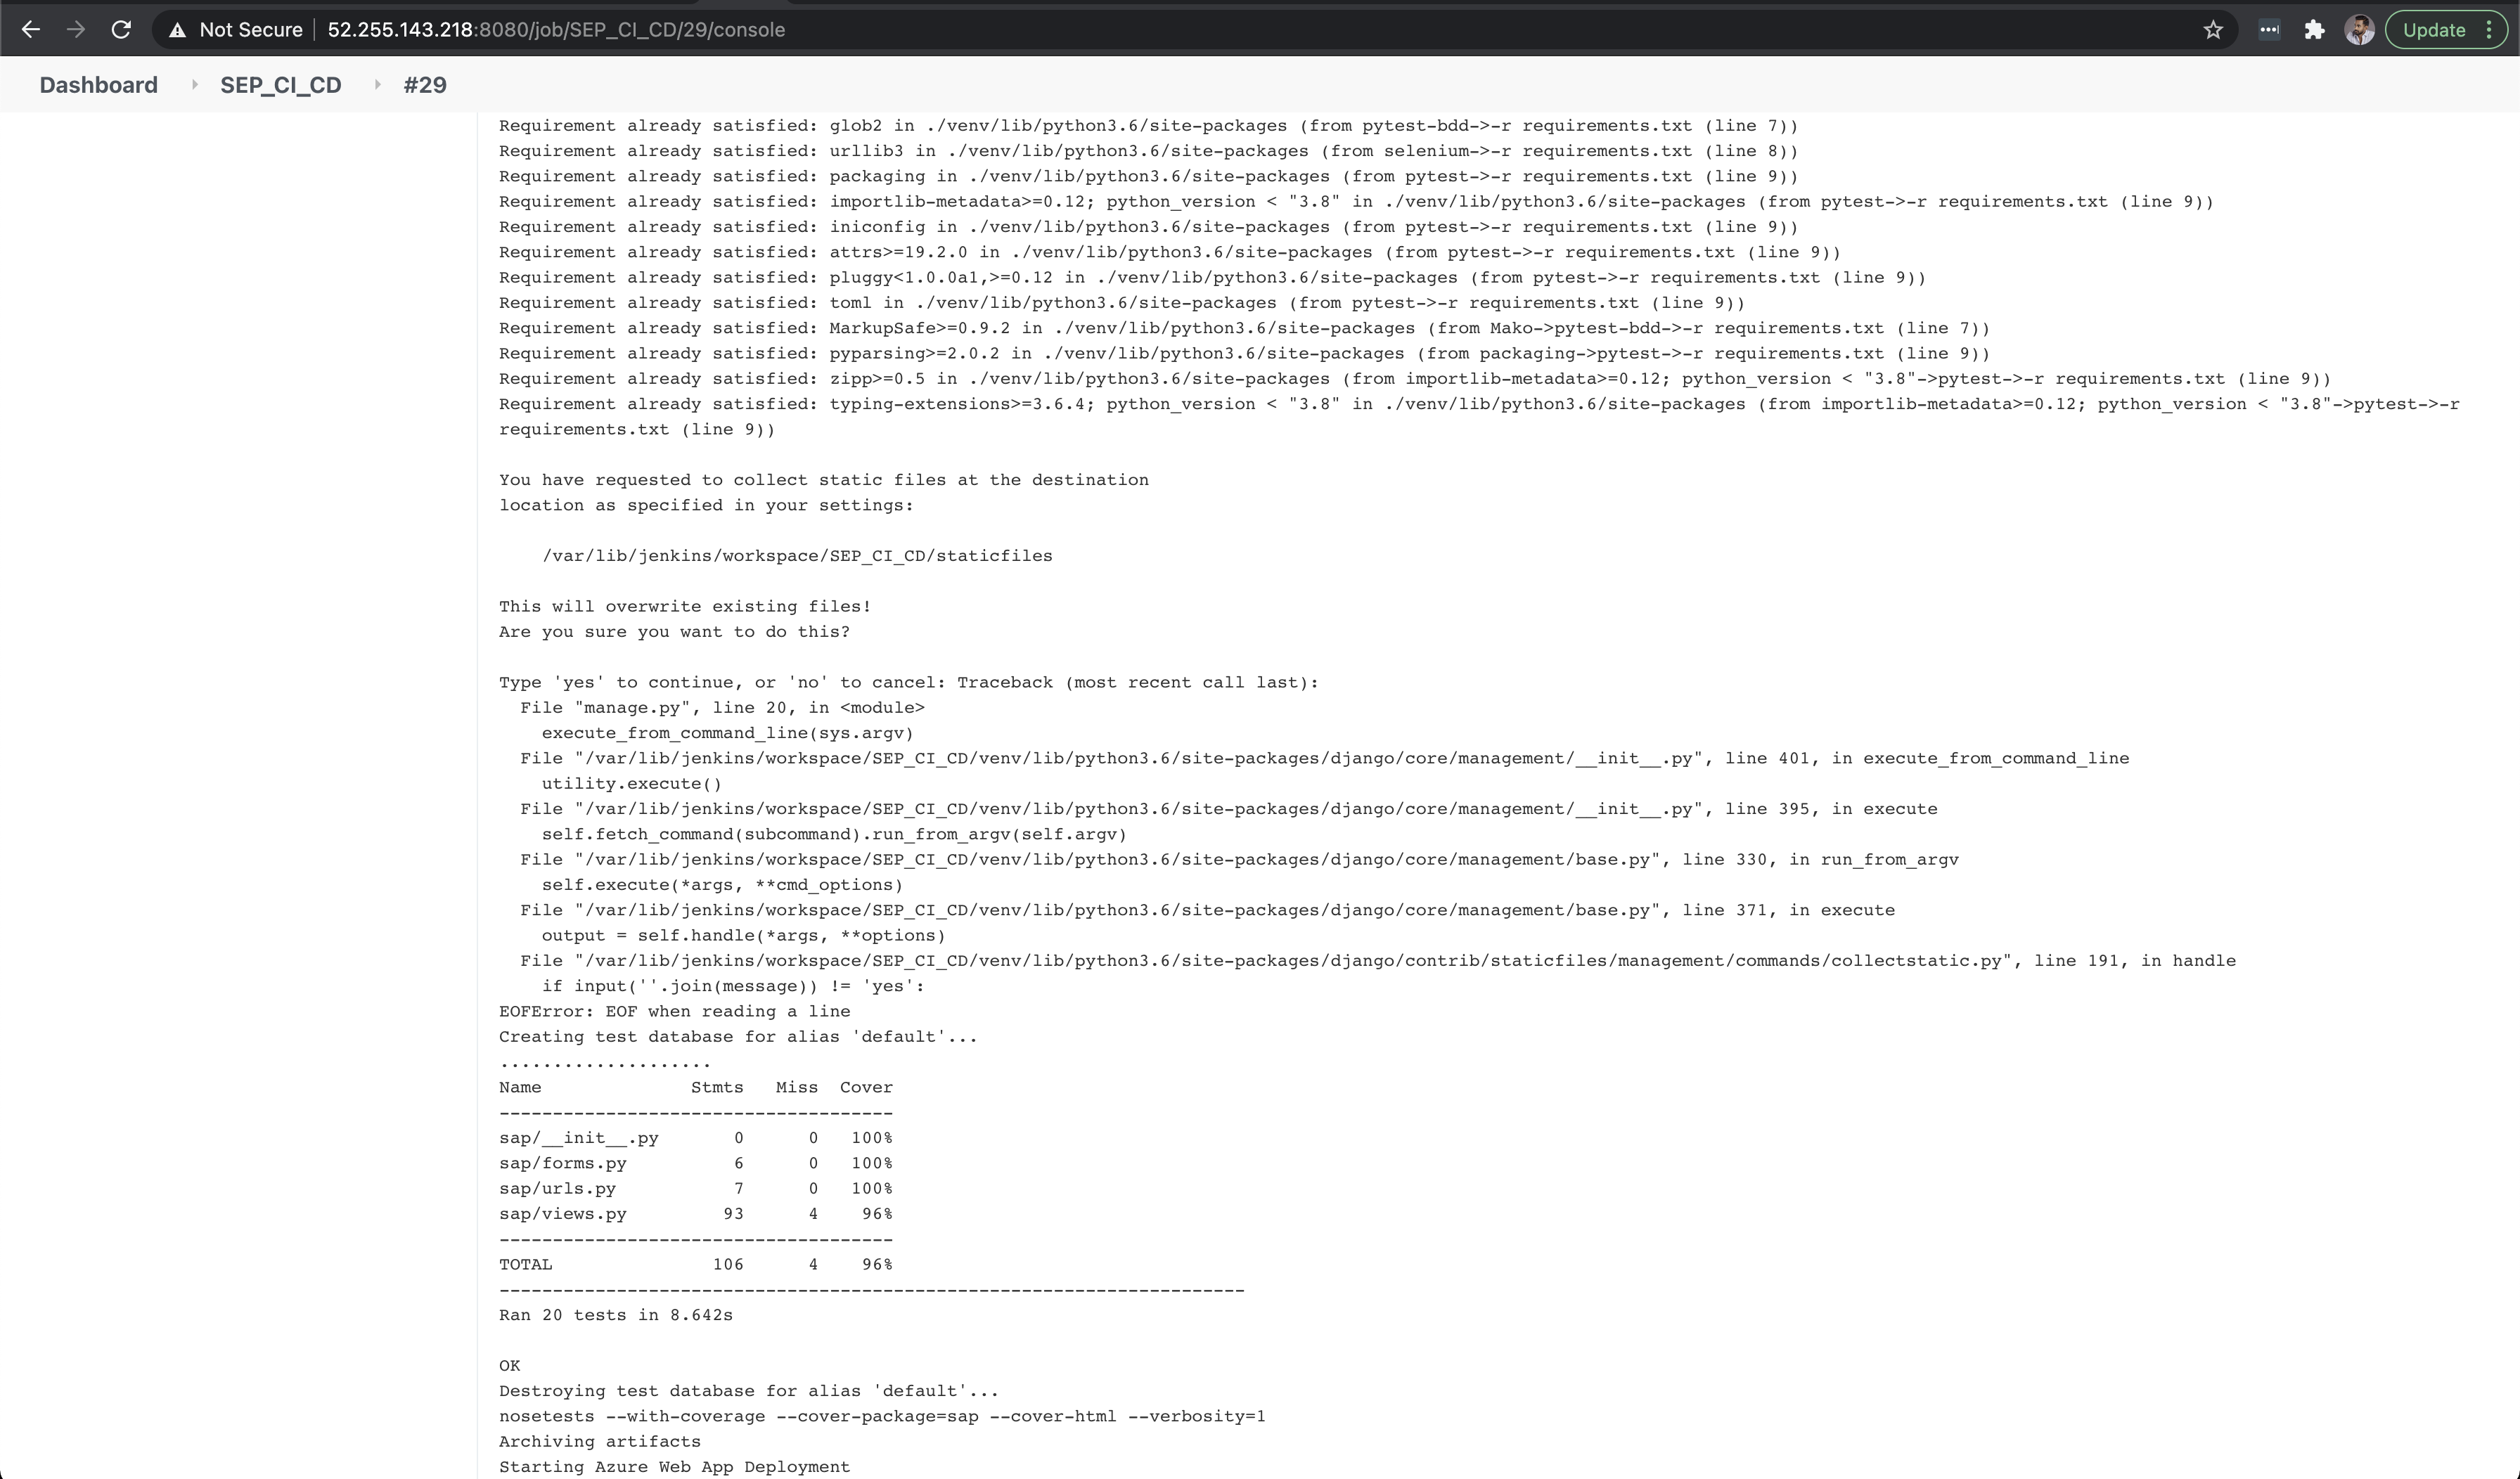 Not Secure 52.255.143.218:8080/job/SEP_CI_CD/29/console Update
Dashboard SEP_CI_CD #29
Requirement already satisfied: glob2 in ./venv/lib/python3.6/site-packages (from pytest-bdd->-r requirements.txt (line 7))
Requirement already satisfied: urllib3 in ./venv/lib/python3.6/site-packages (from selenium->-r requirements.txt (line 8))
Requirement already satisfied: packaging in ./venv/lib/python3.6/site-packages (from pytest->-r requirements.txt (line 9))
Requirement already satisfied: importlib-metadata>=0.12; python_version < "3.8" in ./venv/lib/python3.6/site-packages (from pytest->-r requirements.txt (line 9))
Requirement already satisfied: iniconfig in ./venv/lib/python3.6/site-packages (from pytest->-r requirements.txt (line 9))
Requirement already satisfied: attrs>=19.2.0 in ./venv/lib/python3.6/site-packages (from pytest->-r requirements.txt (line 9))
Requirement already satisfied: pluggy<1.0.0a1,>=0.12 in ./venv/lib/python3.6/site-packages (from pytest->-r requirements.txt (line 9))
Requirement already satisfied: toml in ./venv/lib/python3.6/site-packages (from pytest->-r requirements.txt (line 9))
Requirement already satisfied: MarkupSafe>=0.9.2 in ./venv/lib/python3.6/site-packages (from Mako->pytest-bdd->-r requirements.txt (line 7))
Requirement already satisfied: pyparsing>=2.0.2 in ./venv/lib/python3.6/site-packages (from packaging->pytest->-r requirements.txt (line 9))
Requirement already satisfied: zipp>=0.5 in ./venv/lib/python3.6/site-packages (from importlib-metadata>=0.12; python_version < "3.8"->pytest->-r requirements.txt (line 9))
Requirement already satisfied: typing-extensions>=3.6.4; python_version < "3.8" in ./venv/lib/python3.6/site-packages (from importlib-metadata>=0.12; python_version < "3.8"->pytest->-r
requirements.txt (line 9))
You have requested to collect static files at the destination
location as specified in your settings:
/var/lib/jenkins/workspace/SEP_CI_CD/staticfiles
This will overwrite existing files!
Are you sure you want to do this?
Type 'yes' to continue, or 'no' to cancel: Traceback (most recent call last):
File "manage.py", line 20, in <module>
execute_from_command_line(sys.argv)
File "/var/lib/jenkins/workspace/SEP_CI_CD/venv/lib/python3.6/site-packages/django/core/management/__init__.py", line 401, in execute_from_command_line
utility.execute()
File "/var/lib/jenkins/workspace/SEP_CI_CD/venv/lib/python3.6/site-packages/django/core/management/__init__.py", line 395, in execute
self.fetch_command(subcommand).run_from_argv(self.argv)
File "/var/lib/jenkins/workspace/SEP_CI_CD/venv/lib/python3.6/site-packages/django/core/management/base.py", line 330, in run_from_argv
self.execute(*args, **cmd_options)
File "/var/lib/jenkins/workspace/SEP_CI_CD/venv/lib/python3.6/site-packages/django/core/management/base.py", line 371, in execute
output = self.handle(*args, **options)
File "/var/lib/jenkins/workspace/SEP_CI_CD/venv/lib/python3.6/site-packages/django/contrib/staticfiles/management/commands/collectstatic.py", line 191, in handle
if input(''.join(message)) != 'yes':
EOFError: EOF when reading a line
Creating test database for alias 'default'...
....................
Name Stmts Miss Cover
-------------------------------------
sap/__init__.py 0 0 100%
sap/forms.py 6 0 100%
sap/urls.py 7 0 100%
sap/views.py 93 4 96%
-------------------------------------
TOTAL 106 4 96%
----------------------------------------------------------------------
Ran 20 tests in 8.642s
OK
Destroying test database for alias 'default'...
nosetests --with-coverage --cover-package=sap --cover-html --verbosity=1
Archiving artifacts
Starting Azure Web App Deployment